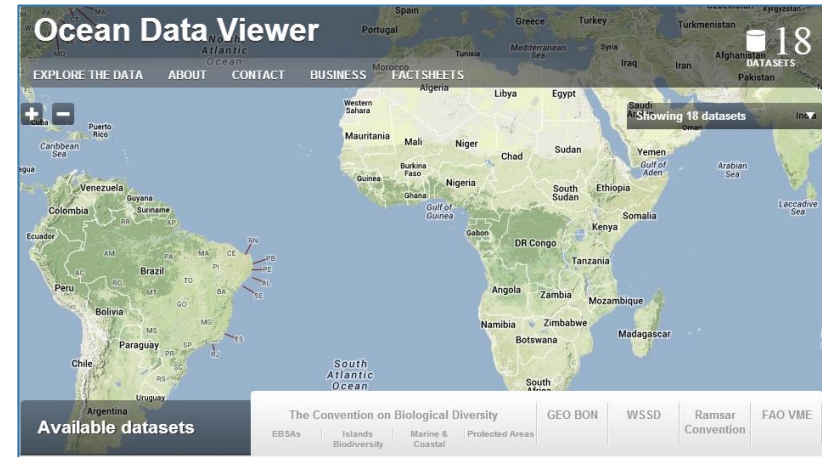 Ocean Data Viewer
18
DATASETS
EXPLORE THE DATA ABOUT CONTACT BUSINESS FACTSHEETS
Showing 18 datasets
Spain
Portugal
Greece
Turkey
Turkmenistan
Kyrgyzstan
North
Atlantic
Ocean
Mediterranean
Sea
Tunisia
Syria
Iraq
Iran
Afghanistan
Pakistan
Morocco
Algeria
Libya
Egypt
Western
Sahara
Saudi
Oman
India
Cuba
Puerto
Rico
Caribbean
Sea
Mauritania
Mali
Niger
Chad
Sudan
Yemen
Gulf of
Aden
Arabian
Sea
Laccadive
Sea
Burkina
Faso
Guinea
Ghana
Nigeria
Gulf of
Guinea
South
Sudan
Ethiopia
Somalia
Venezuela
Guyana
Suriname
Colombia
Ecuador
RR
AP
AM
PA
MA
CE
RN
PB
PE
AL
SE
PI
AC
RO
TO
BA
MT
GO
MG
ES
MS
SP
RJ
PR
SC
RS
Peru
Brazil
Bolivia
Paraguay
Chile
Uruguay
Argentina
Gabon
DR Congo
Kenya
Tanzania
Angola
Zambia
Mozambique
Namibia
Zimbabwe
Botswana
Madagascar
South
Atlantic
Ocean
South
Africa
Available datasets
The Convention on Biological Diversity
EBSAs
Islands
Biodiversity
Marine &
Coastal
Protected Areas
GEO BON
WSSD
Ramsar
Convention
FAO VME